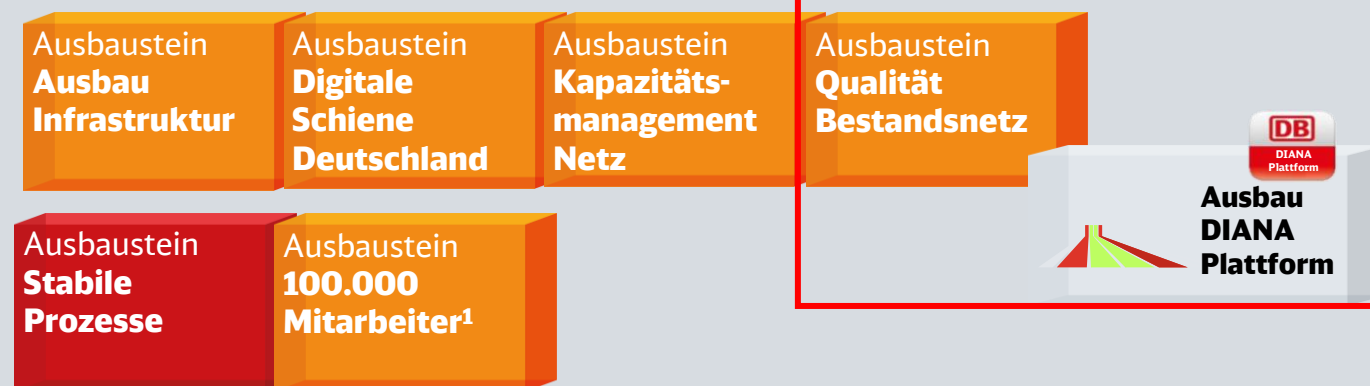 Ausbaustein
Ausbau
Infrastruktur
Ausbaustein
Digitale
Schiene
Deutschland
Ausbaustein
Kapazitäts-
management
Netz
Ausbaustein
Qualität
Bestandsnetz
DB
DIANA
Plattform
Ausbau
DIANA
Plattform
Ausbaustein
Stabile
Prozesse
Ausbaustein
100.000
Mitarbeiter¹